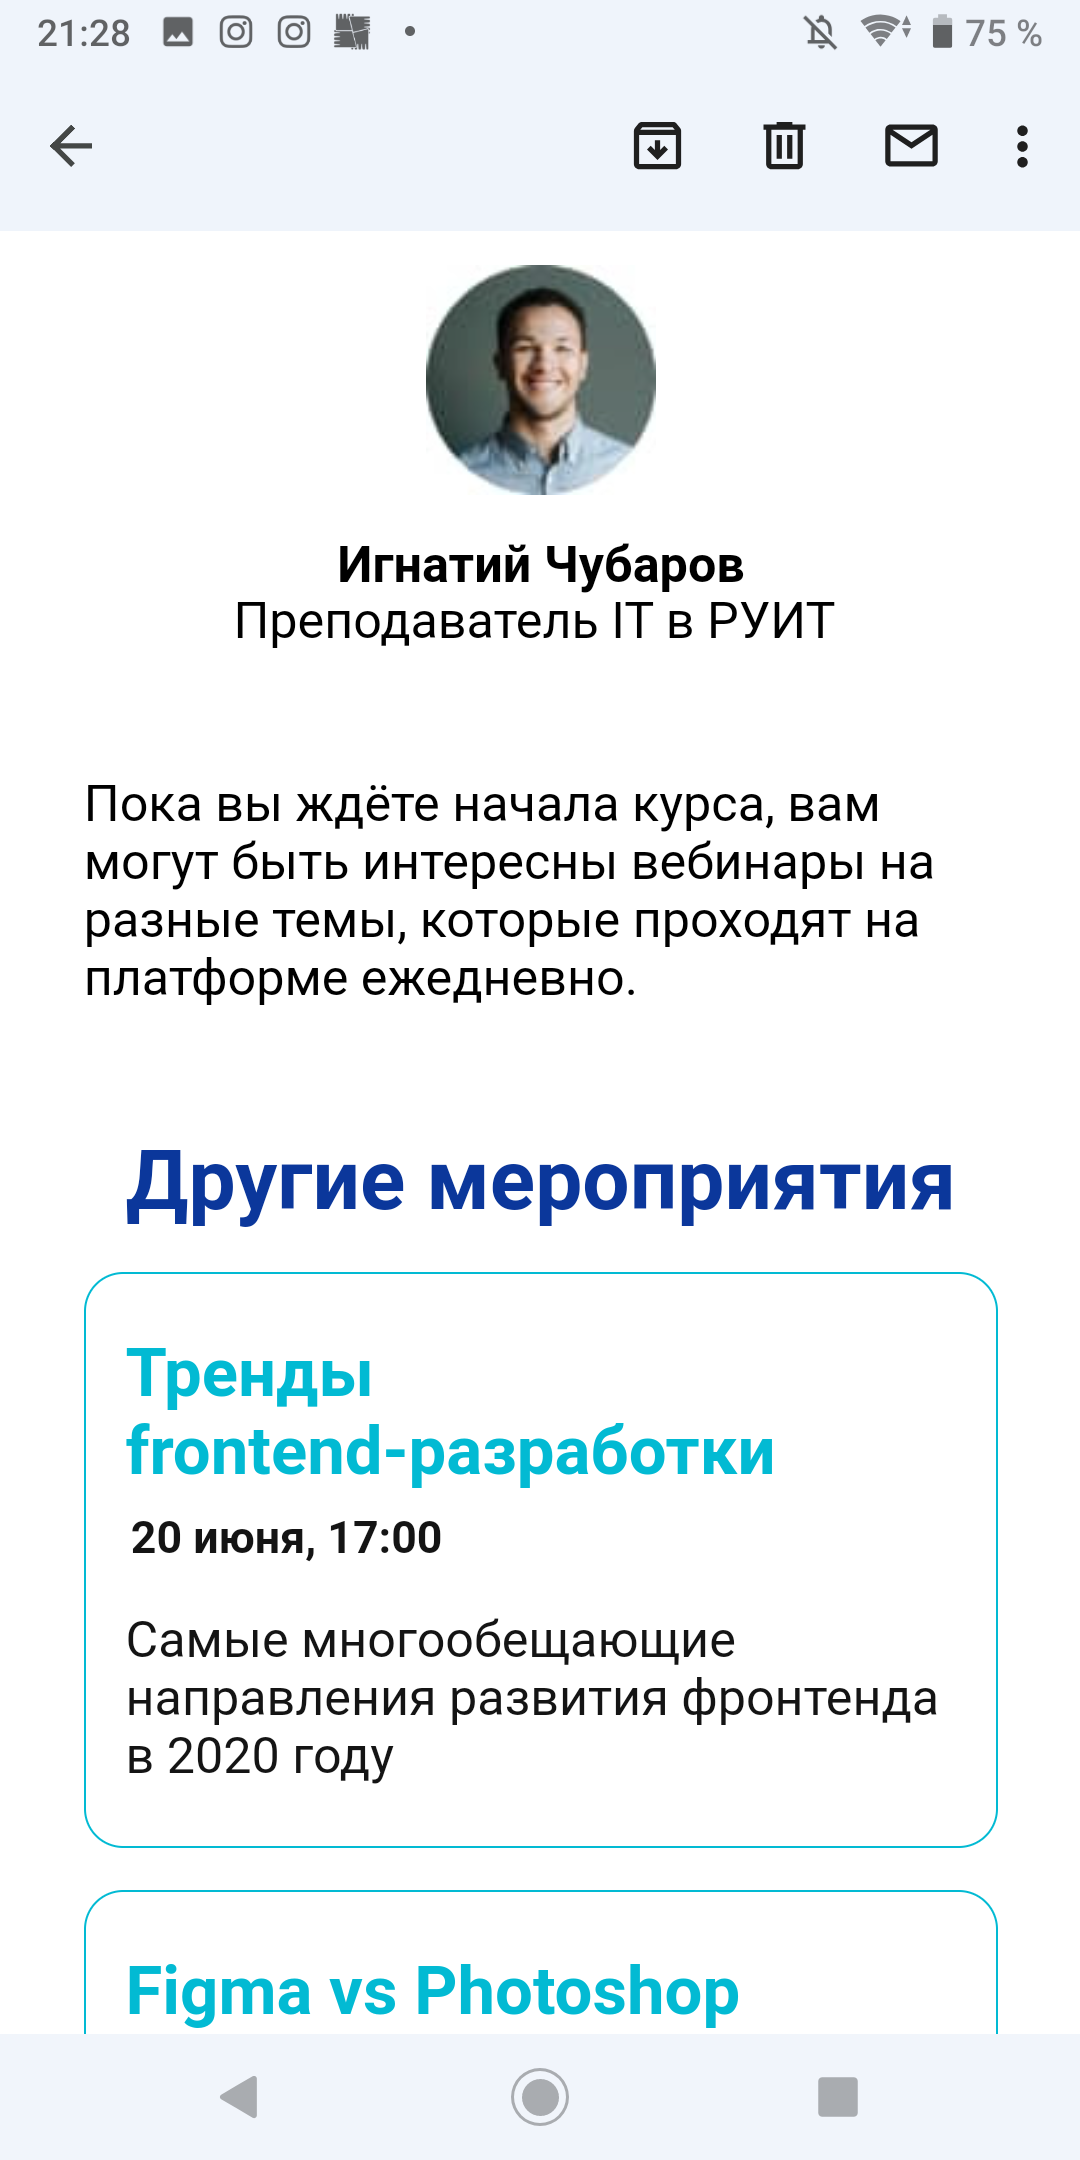 21:28
75 %
Игнатий Чубаров
Преподаватель IT в РУИТ
Пока вы ждёте начала курса, вам
могут быть интересны вебинары на
разные темы, которые проходят на
платформе ежедневно.
Другие мероприятия
Тренды
frontend-разработки
20 июня, 17:00
Самые многообещающие
направления развития фронтенда
в 2020 году
Figma vs Photoshop